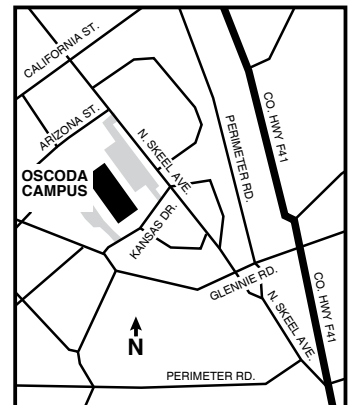 CALIFORNIA ST.
CO. HWY F41
ARIZONA ST.
N. SKEEL AVE.
PERIMETER RD.
OSCODA
CAMPUS
KANSAS DR.
GLENNIE RD.
CO. HWY F41
N. SKEEL AVE.
N
PERIMETER RD.